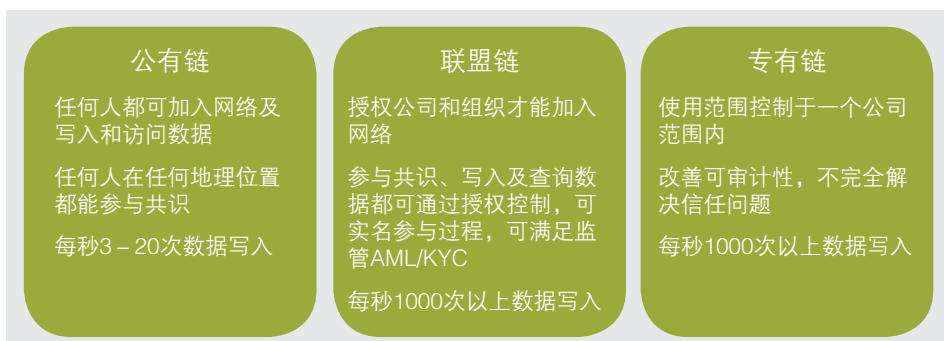 公有链
任何人都可加入网络及
写入和访问数据
任何人在任何地理位置
都能参与共识
每秒3－20次数据写入
联盟链
授权公司和组织才能加入
网络
参与共识、写入及查询数
据都可通过授权控制，可
实名参与过程，可满足监
管AML/KYC
每秒1000次以上数据写入
专有链
使用范围控制于一个公司
范围内
改善可审计性，不完全解
决信任问题
每秒1000次以上数据写入